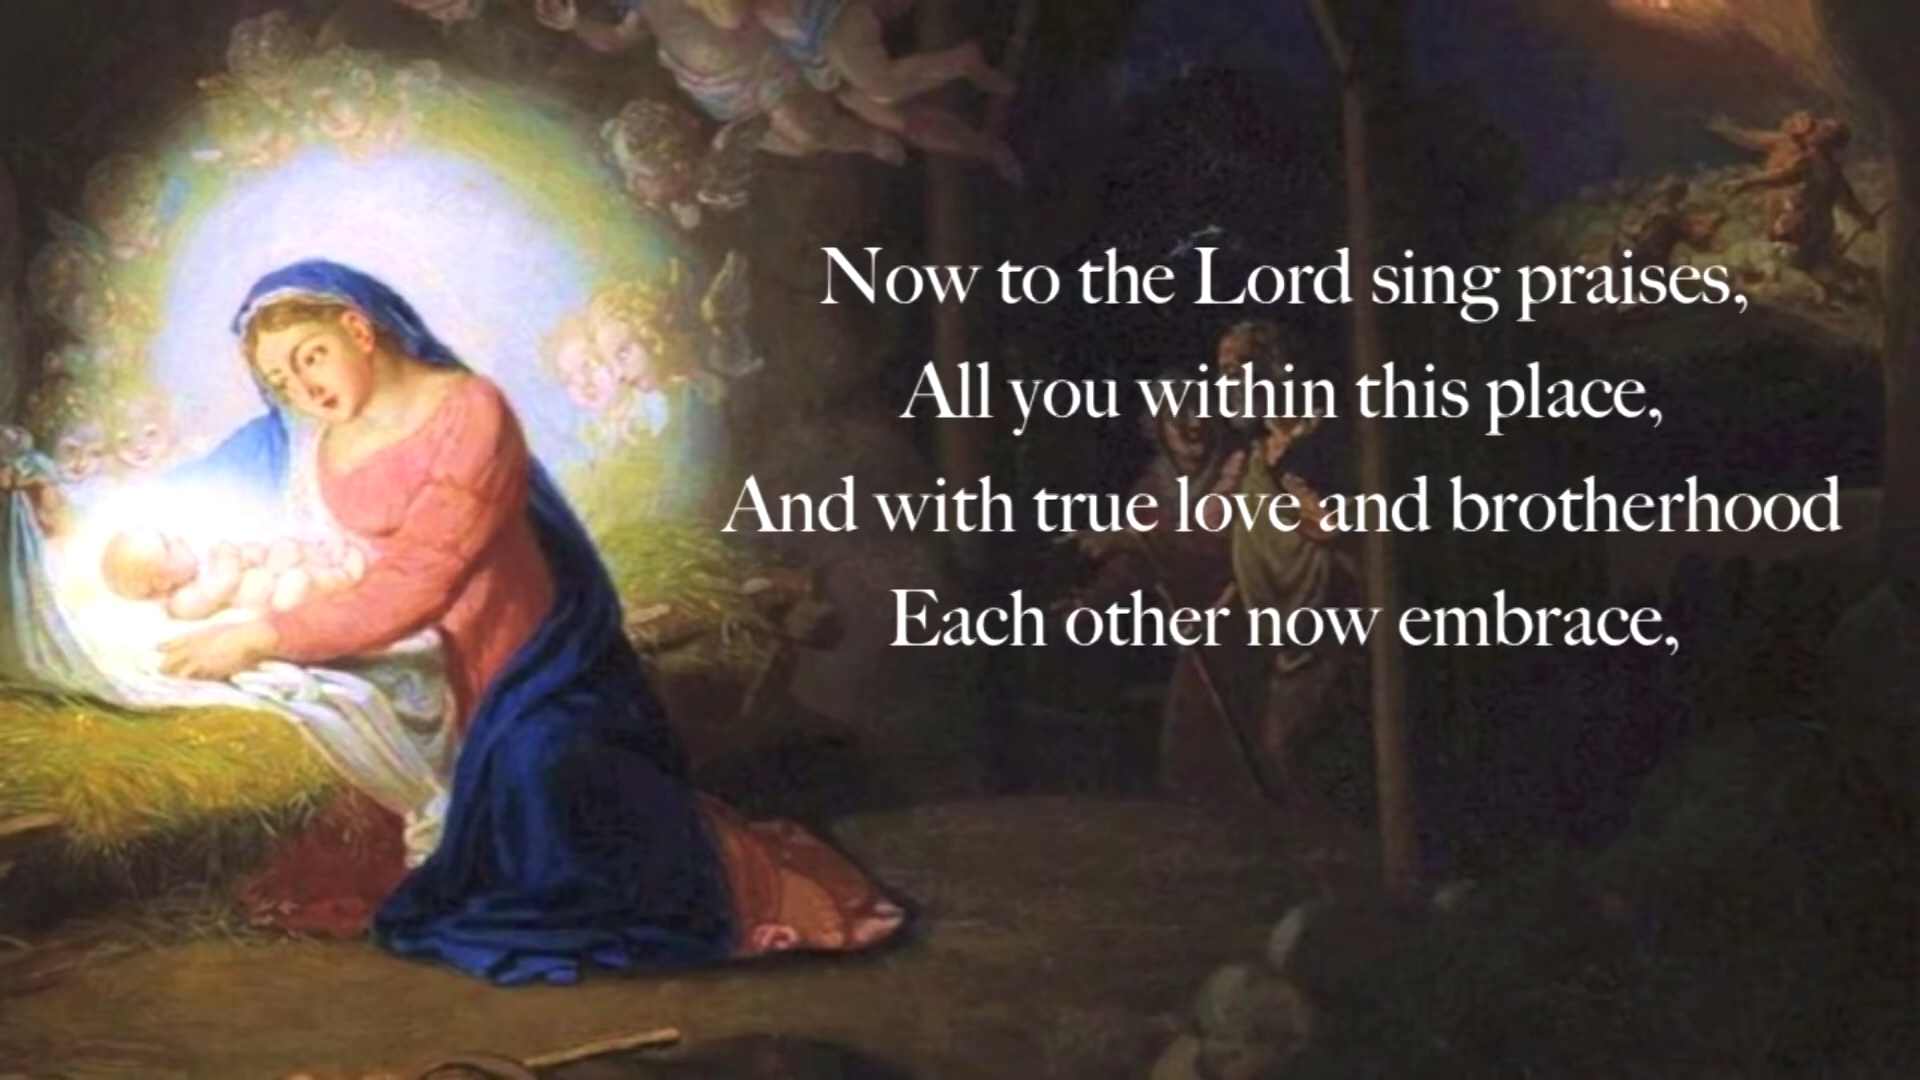 Now to the Lord sing praises,
All you within this place,
And with true love and brotherhood
Each other now embrace,